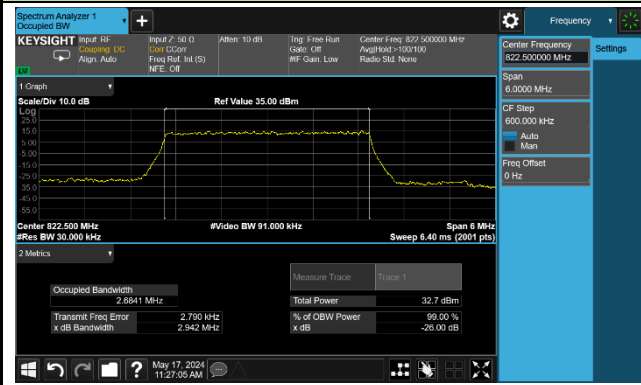 Spectrum Analyzer 1
Occupied BW
Frequency
KEYSIGHT
Input: RF
Coupling: DC
Align: Auto
Input Z: 50 Ω
Corr CCorr
Freq Ref: Int (S)
NFE: Off
Atten: 10 dB
Trig: Free Run
Gate: Off
#IF Gain: Low
Center Freq: 822.500000 MHz
Avg|Hold:>100/100
Radio Std: None
Center Frequency
822.500000 MHz
Settings
Span
6.0000 MHz
CF Step
600.000 kHz
Auto
Man
Freq Offset
0 Hz
1 Graph
Scale/Div 10.0 dB
Ref Value 35.00 dBm
Log
25.0
15.0
5.00
-5.00
-15.0
-25.0
-35.0
-45.0
-55.0
Center 822.500 MHz
#Video BW 91.000 kHz
Span 6 MHz
#Res BW 30.000 kHz
Sweep 6.40 ms (2001 pts)
2 Metrics
Measure Trace
Trace 1
Occupied Bandwidth
2.6841 MHz
Total Power
32.7 dBm
Transmit Freq Error
2.790 kHz
% of OBW Power
99.00 %
x dB Bandwidth
2.942 MHz
x dB
-26.00 dB
May 17, 2024
11:27:05 AM